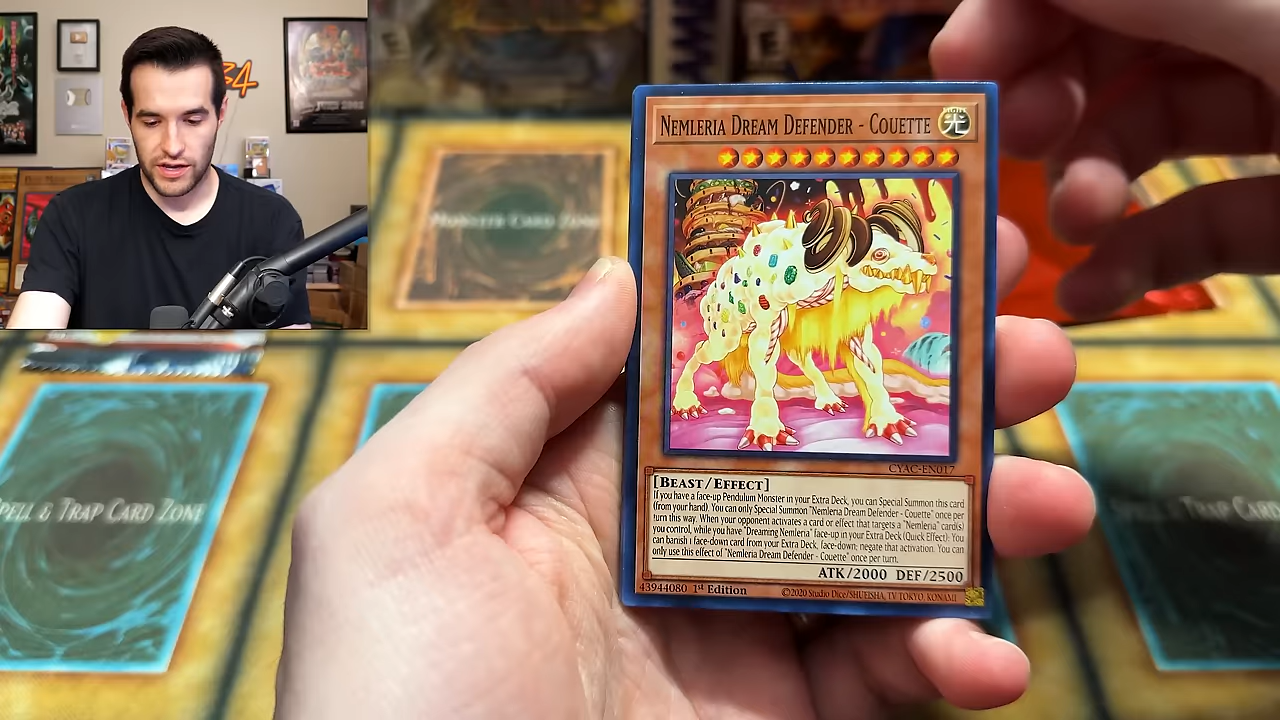 34
JUNE 2002
MONSTER CARD ZONE
NEMLERIA DREAM DEFENDER - COUETTE
光
CYAC-EN017
[BEAST/EFFECT]
If you have a face-up Pendulum Monster in your Extra Deck, you can Special Summon this card
(from your hand). You can only Special Summon "Nemleria Dream Defender - Couette" once per
turn this way. When your opponent activates a card or effect that targets a "Nemleria" card(s)
you control, while you have "Dreaming Nemleria" face-up in your Extra Deck (Quick Effect): You
can banish 1 face-down card from your Extra Deck, face-down; negate that activation. You can
only use this effect of "Nemleria Dream Defender - Couette" once per turn.
ATK/2000 DEF/2500
43944080 1st Edition
©2020 Studio Dice/SHUEISHA, TV TOKYO, KONAMI
SPELL & TRAP CARD ZONE
SPELL & TRAP CARD